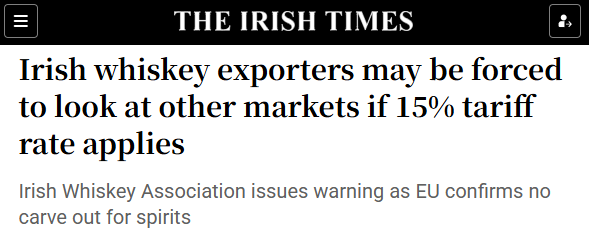 THE IRISH TIMES
Irish whiskey exporters may be forced
to look at other markets if 15% tariff
rate applies
Irish Whiskey Association issues warning as EU confirms no
carve out for spirits